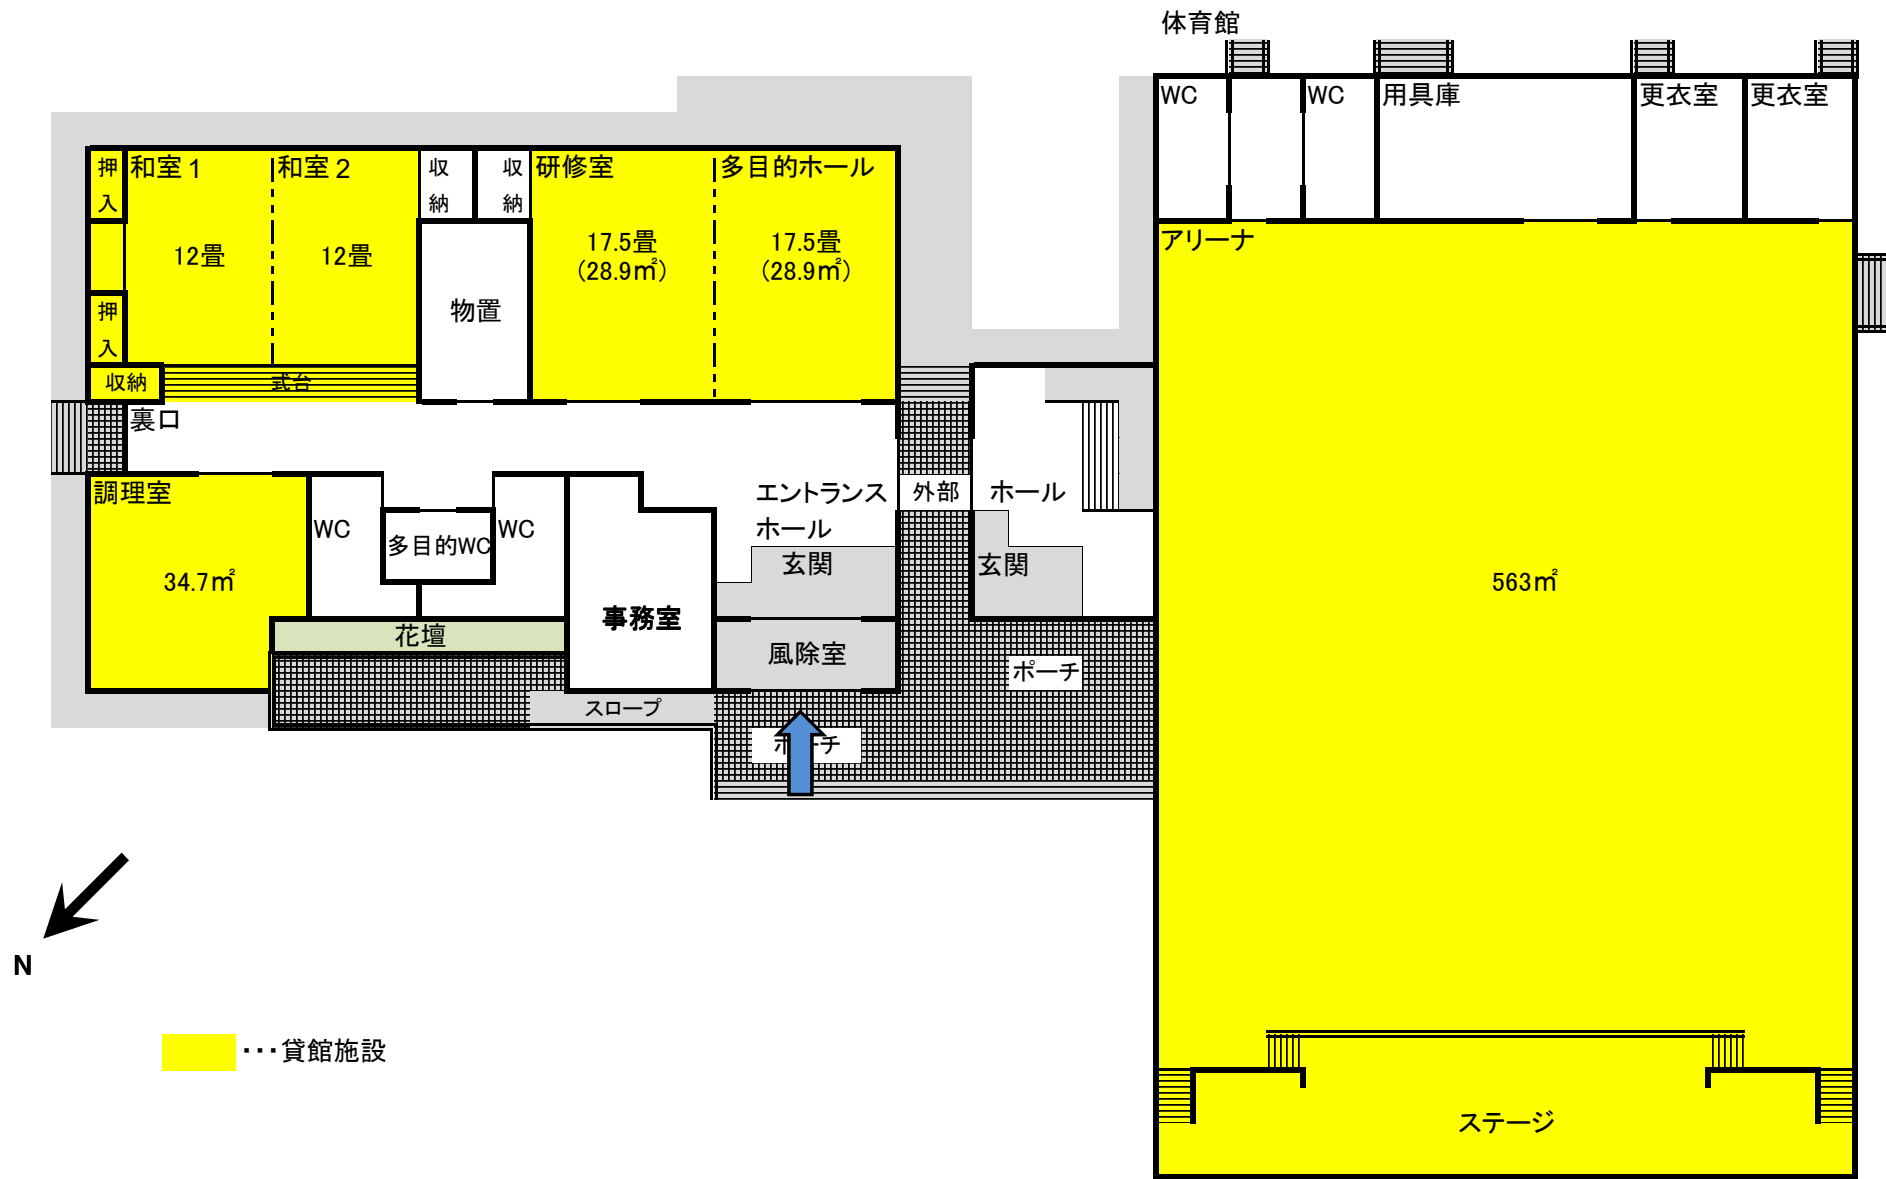 体育館
WC
WC
用具庫
更衣室
更衣室
押
入
和室1
和室2
収
納
収
納
研修室
多目的ホール
12畳
12畳
17.5畳
(28.9㎡)
17.5畳
(28.9㎡)
アリーナ
物置
押
入
収納
式台
裏口
調理室
WC
多目的WC
WC
エントランス
ホール
外部
ホール
玄関
玄関
34.7㎡
563㎡
事務室
花壇
風除室
ポーチ
スロープ
ポーチ
N
・・・貸館施設
ステージ